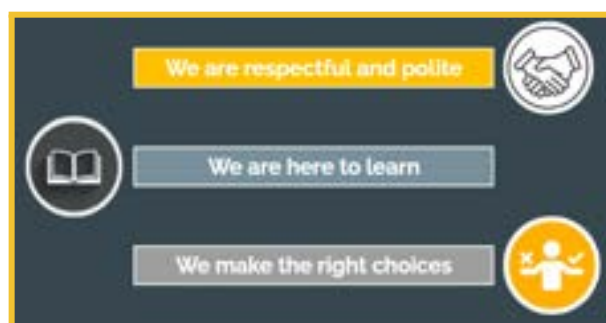 We are respectful and polite
We are here to learn
We make the right choices